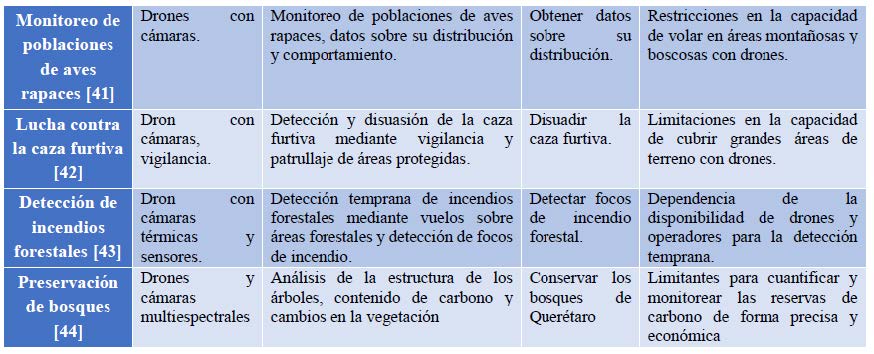 Monitoreo de
poblaciones
de aves
rapaces [41]
Drones con
cámaras.
Monitoreo de poblaciones de aves
rapaces, datos sobre su distribución
y comportamiento.
Obtener datos
sobre su
distribución.
Restricciones en la capacidad
de volar en áreas montañosas y
boscosas con drones.
Lucha contra
la caza furtiva
[42]
Dron con
cámaras,
vigilancia.
Detección y disuasión de la caza
furtiva mediante vigilancia y
patrullaje de áreas protegidas.
Disuadir la
caza furtiva.
Limitaciones en la capacidad
de cubrir grandes áreas de
terreno con drones.
Detección de
incendios
forestales [43]
Dron con
cámaras
térmicas y
sensores.
Detección temprana de incendios
forestales mediante vuelos sobre
áreas forestales y detección de focos
de incendio.
Detectar focos
de incendio
forestal.
Dependencia de la
disponibilidad de drones y
operadores para la detección
temprana.
Preservación
de bosques
[44]
Drones y
cámaras
multiespectrales
Análisis de la estructura de los
árboles, contenido de carbono y
cambios en la vegetación
Conservar los
bosques de
Querétaro
Limitantes para cuantificar y
monitorear las reservas de
carbono de forma precisa y
económica